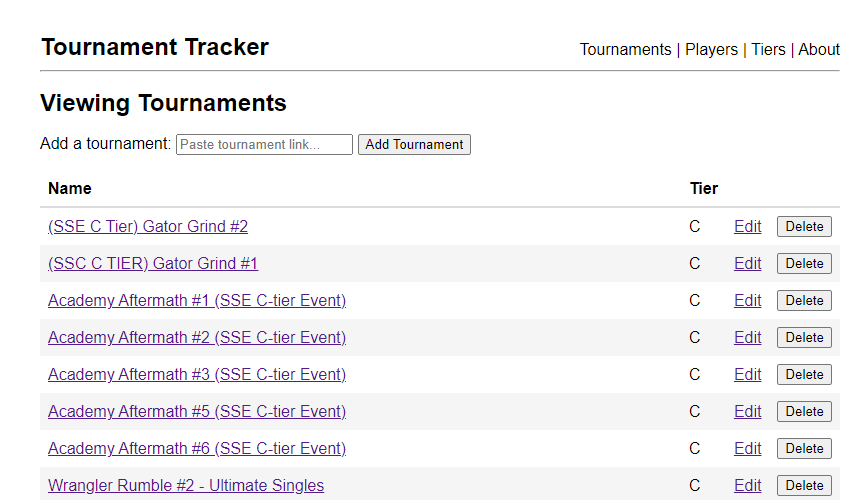 Tournament Tracker Tournaments | Players | Tiers | About
Viewing Tournaments
Add a tournament: Paste tournament link... Add Tournament
Name Tier
(SSE C Tier) Gator Grind #2 C Edit Delete
(SSC C TIER) Gator Grind #1 C Edit Delete
Academy Aftermath #1 (SSE C-tier Event) C Edit Delete
Academy Aftermath #2 (SSE C-tier Event) C Edit Delete
Academy Aftermath #3 (SSE C-tier Event) C Edit Delete
Academy Aftermath #5 (SSE C-tier Event) C Edit Delete
Academy Aftermath #6 (SSE C-tier Event) C Edit Delete
Wrangler Rumble #2 - Ultimate Singles C Edit Delete